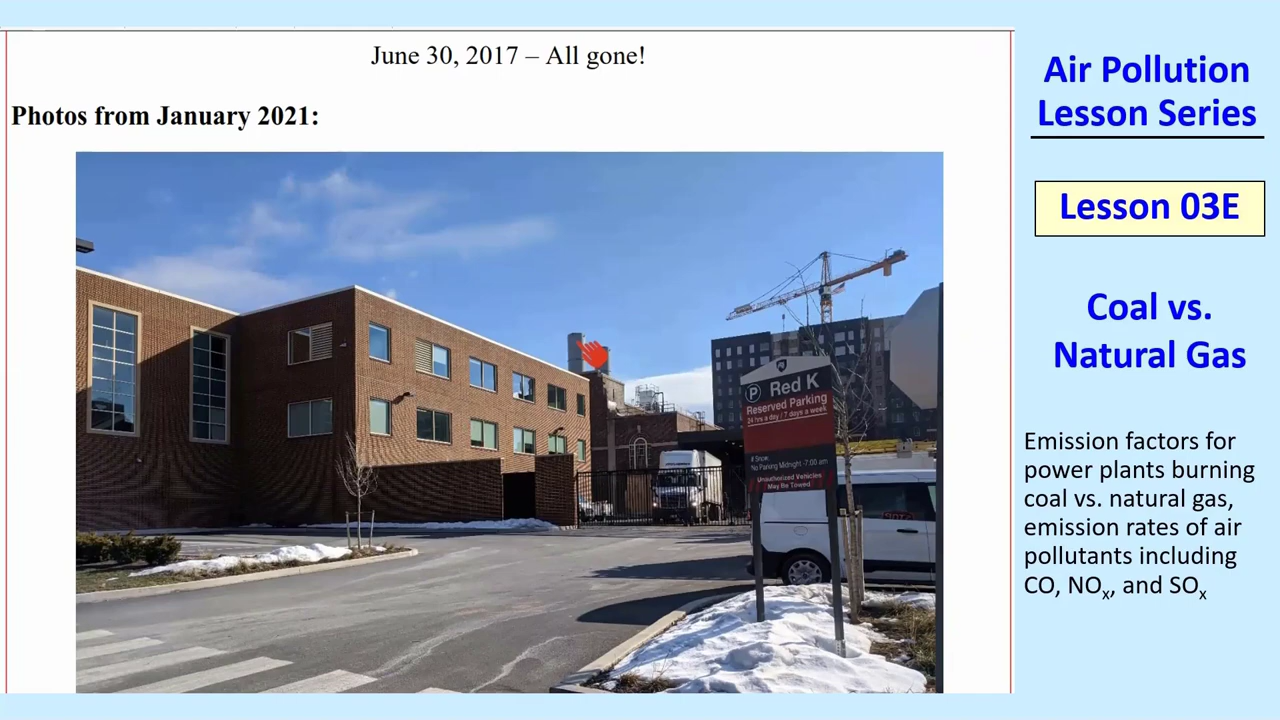 June 30, 2017 – All gone!
Photos from January 2021:
P Red K
Reserved Parking
24 hrs a day / 7 days a week
If Snow:
No Parking Midnight -7:00 am
Unauthorized Vehicles
May Be Towed
Air Pollution
Lesson Series
Lesson 03E
Coal vs.
Natural Gas
Emission factors for
power plants burning
coal vs. natural gas,
emission rates of air
pollutants including
CO, NOx, and SOx